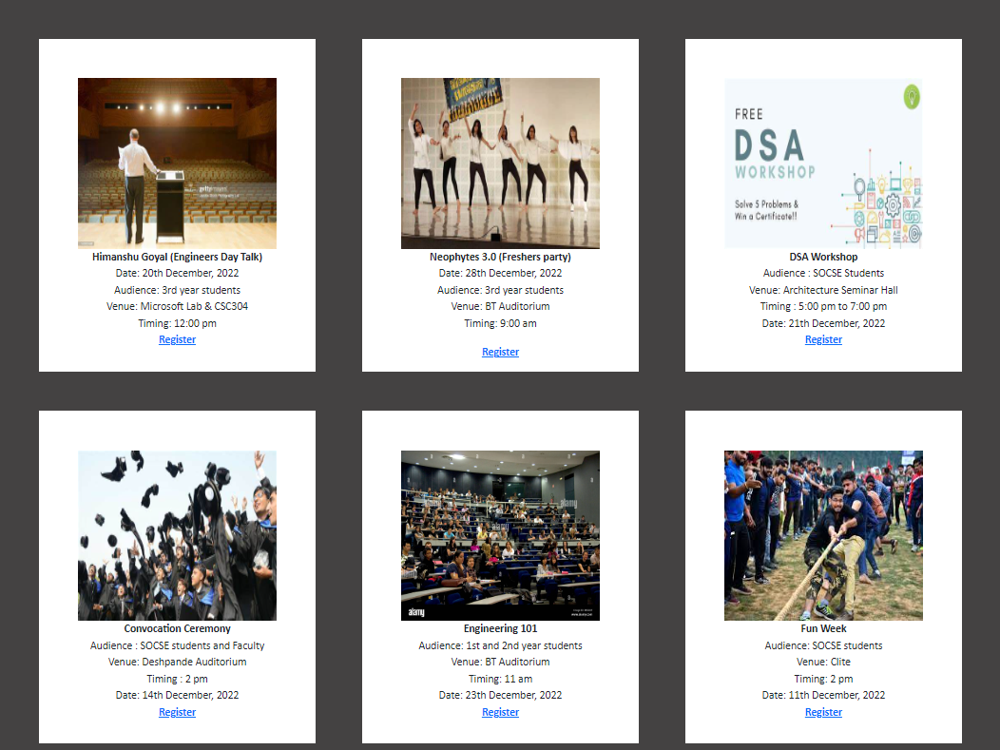 Himanshu Goyal (Engineers Day Talk)
Date: 20th December, 2022
Audience: 3rd year students
Venue: Microsoft Lab & CSC304
Timing: 12:00 pm
Register
Neophytes 3.0 (Freshers party)
Date: 28th December, 2022
Audience: 3rd year students
Venue: BT Auditorium
Timing: 9:00 am
Register
FREE
DSA
WORKSHOP
Solve 5 Problems &
Win a Certificate!!
DSA Workshop
Audience : SOCSE Students
Venue: Architecture Seminar Hall
Timing : 5:00 pm to 7:00 pm
Date: 21th December, 2022
Register
Convocation Ceremony
Audience : SOCSE students and Faculty
Venue: Deshpande Auditorium
Timing : 2 pm
Date: 14th December, 2022
Register
alamy
alamy
alamy
Engineering 101
Audience: 1st and 2nd year students
Venue: BT Auditorium
Timing: 11 am
Date: 23th December, 2022
Register
Fun Week
Audience: SOCSE students
Venue: Clite
Timing: 2 pm
Date: 11th December, 2022
Register